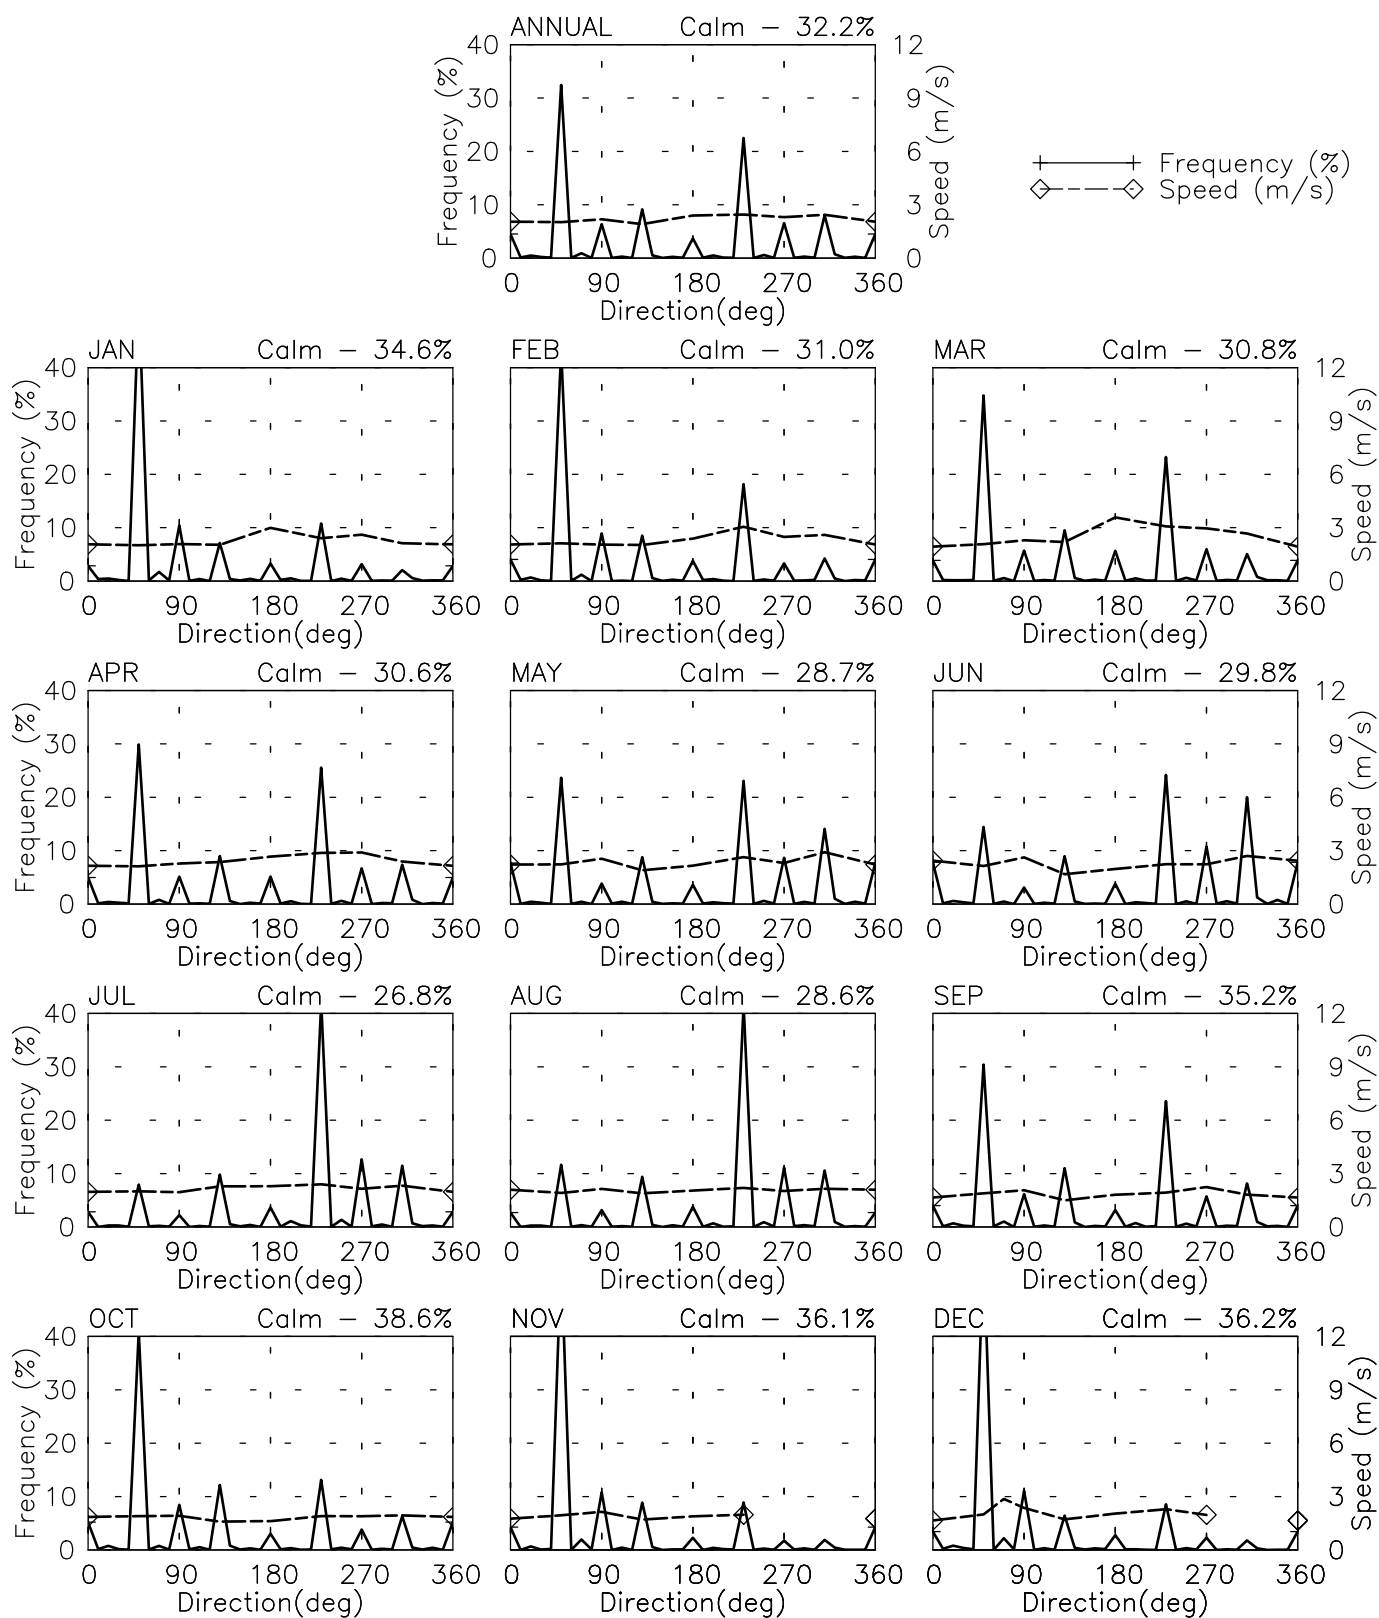 ANNUAL Calm – 32.2%
40 12
30 9
20 6
10 3
0 0
Frequency (%)
Speed (m/s)
0 90 180 270 360
Direction(deg)
Frequency (%)
Speed (m/s)
JAN Calm – 34.6% FEB Calm – 31.0% MAR Calm – 30.8%
40 12
30 9
20 6
10 3
0 0
Frequency (%)
Speed (m/s)
0 90 180 270 360 0 90 180 270 360 0 90 180 270 360
Direction(deg) Direction(deg) Direction(deg)
APR Calm – 30.6% MAY Calm – 28.7% JUN Calm – 29.8%
40 12
30 9
20 6
10 3
0 0
Frequency (%)
Speed (m/s)
0 90 180 270 360 0 90 180 270 360 0 90 180 270 360
Direction(deg) Direction(deg) Direction(deg)
JUL Calm – 26.8% AUG Calm – 28.6% SEP Calm – 35.2%
40 12
30 9
20 6
10 3
0 0
Frequency (%)
Speed (m/s)
0 90 180 270 360 0 90 180 270 360 0 90 180 270 360
Direction(deg) Direction(deg) Direction(deg)
OCT Calm – 38.6% NOV Calm – 36.1% DEC Calm – 36.2%
40 12
30 9
20 6
10 3
0 0
Frequency (%)
Speed (m/s)
0 90 180 270 360 0 90 180 270 360 0 90 180 270 360
Direction(deg) Direction(deg) Direction(deg)